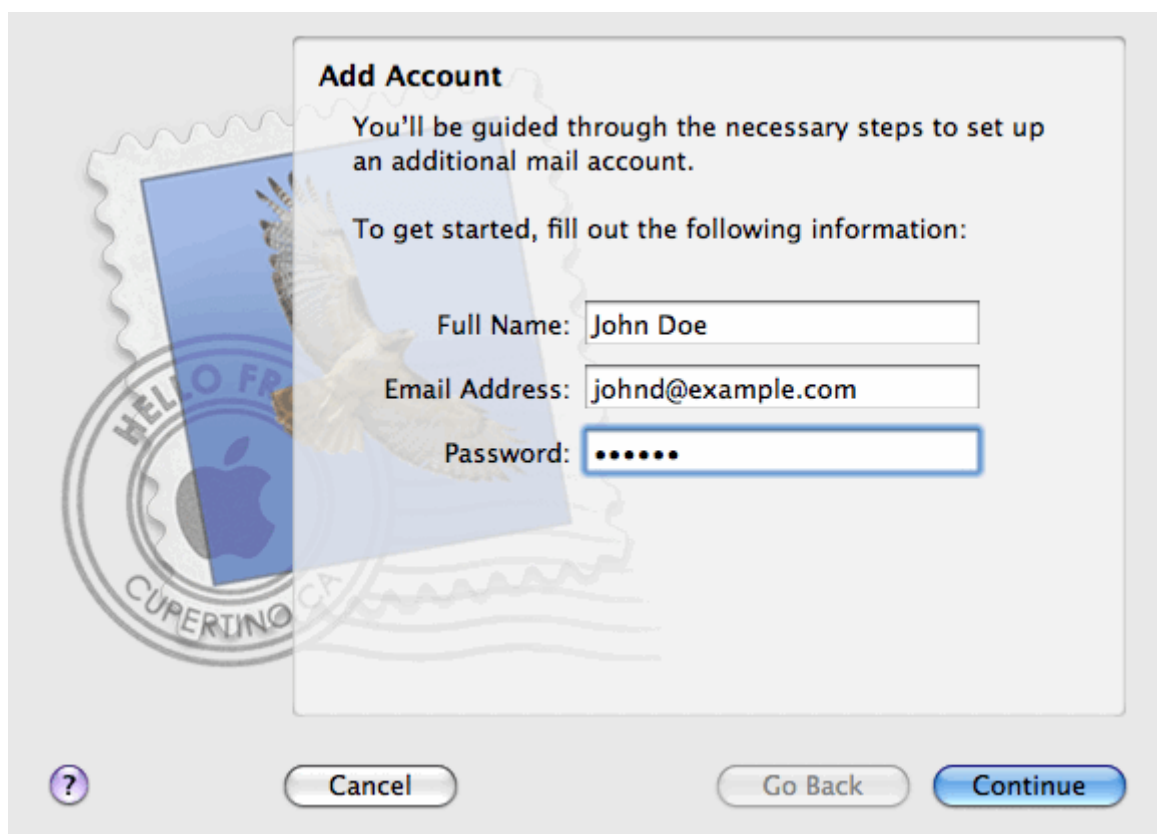 Add Account
You'll be guided through the necessary steps to set up
an additional mail account.
To get started, fill out the following information:
Full Name: John Doe
Email Address: johnd@example.com
Password: ••••••
HELLO FR
CUPERTINO CA
? Cancel Go Back Continue